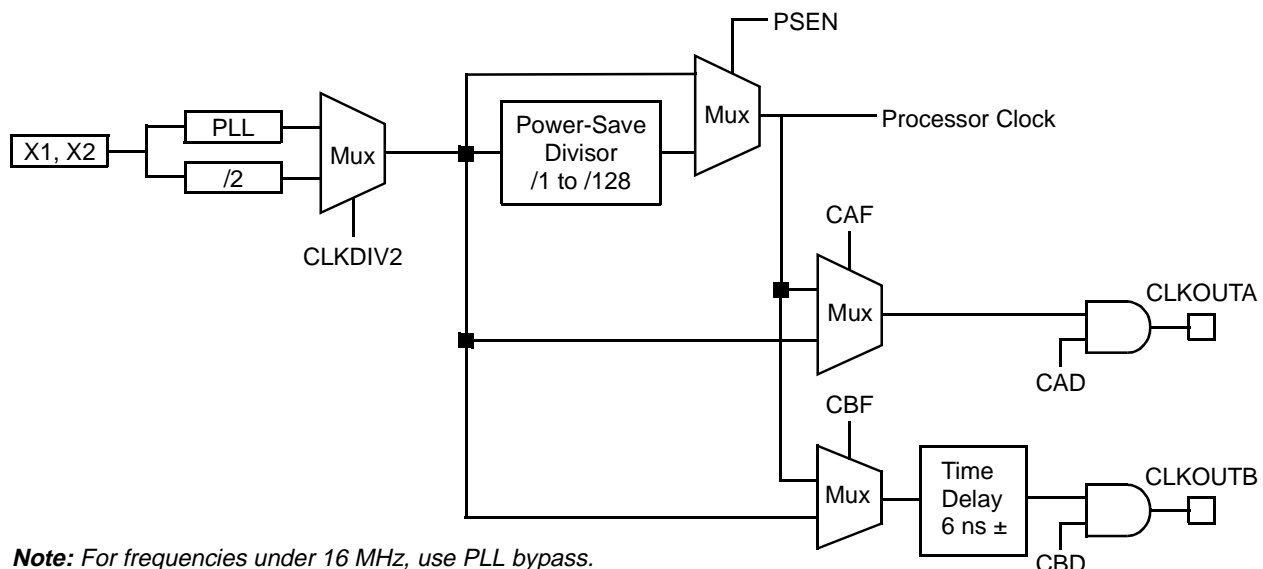 PSEN
X1, X2
PLL
/2
Mux
CLKDIV2
Power-Save
Divisor
/1 to /128
Mux
Processor Clock
CAF
Mux
CLKOUTA
CAD
CBF
Mux
Time
Delay
6 ns ±
CLKOUTB
CBD
Note: For frequencies under 16 MHz, use PLL bypass.